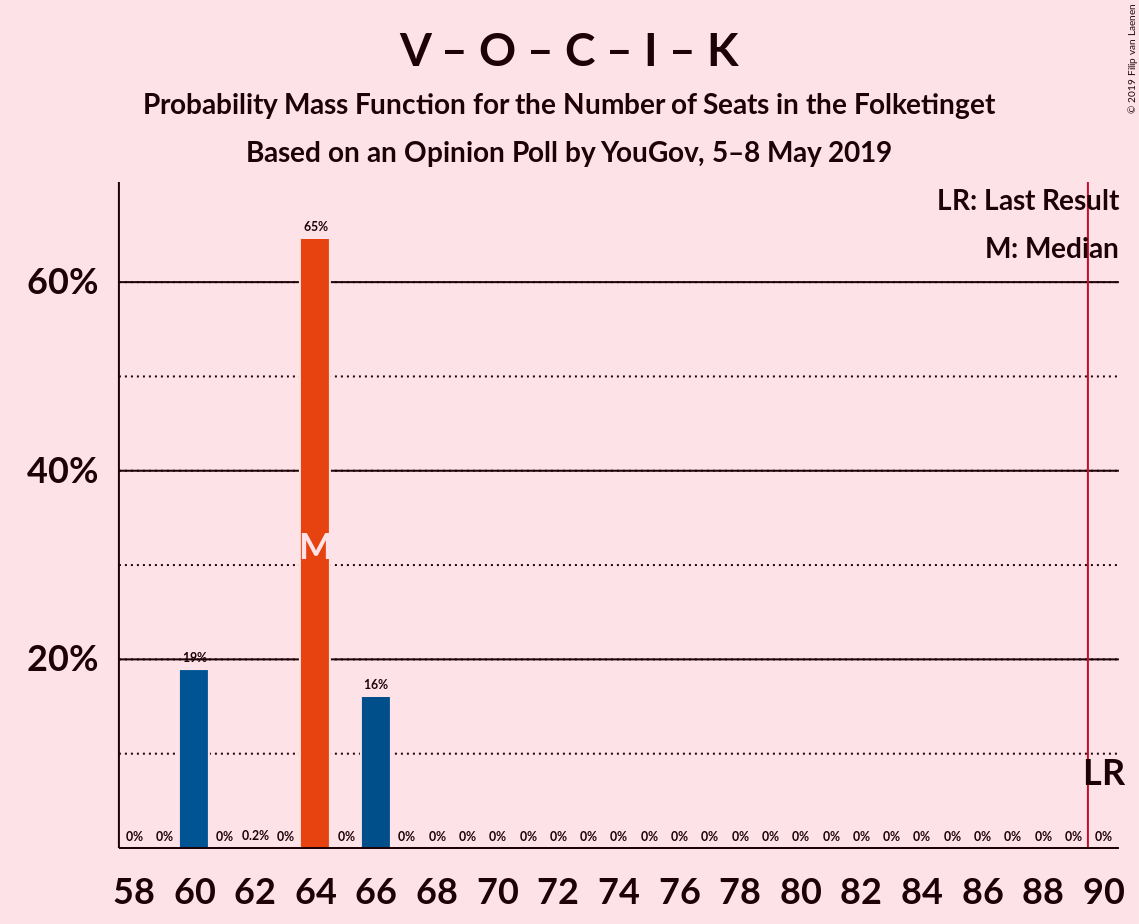 V – O – C – I – K
Probability Mass Function for the Number of Seats in the Folketinget
Based on an Opinion Poll by YouGov, 5–8 May 2019
© 2019 Filip van Laenen
LR: Last Result
M: Median
65%
60%
40%
M
20%
19%
16%
LR
0% 0% 0% 0.2% 0% 0% 0% 0% 0% 0% 0% 0% 0% 0% 0% 0% 0% 0% 0% 0% 0% 0% 0% 0% 0% 0% 0% 0% 0% 0%
58 60 62 64 66 68 70 72 74 76 78 80 82 84 86 88 90